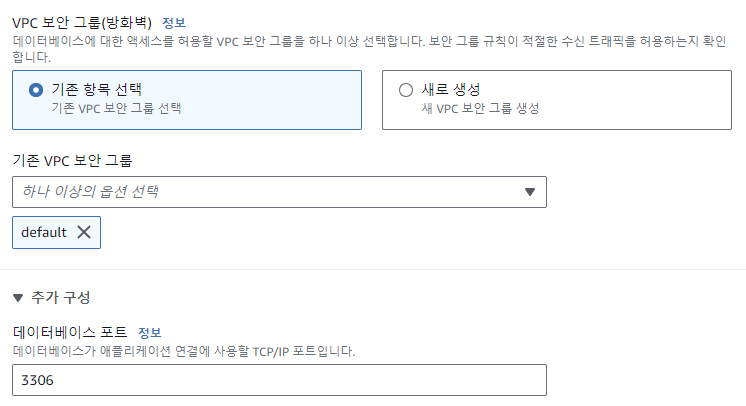 VPC 보안 그룹(방화벽) 정보
데이터베이스에 대한 액세스를 허용할 VPC 보안 그룹을 하나 이상 선택합니다. 보안 그룹 규칙이 적절한 수신 트래픽을 허용하는지 확인
합니다.
기존 항목 선택
기존 VPC 보안 그룹 선택
새로 생성
새 VPC 보안 그룹 생성
기존 VPC 보안 그룹
하나 이상의 옵션 선택
default
추가 구성
데이터베이스 포트 정보
데이터베이스가 애플리케이션 연결에 사용할 TCP/IP 포트입니다.
3306